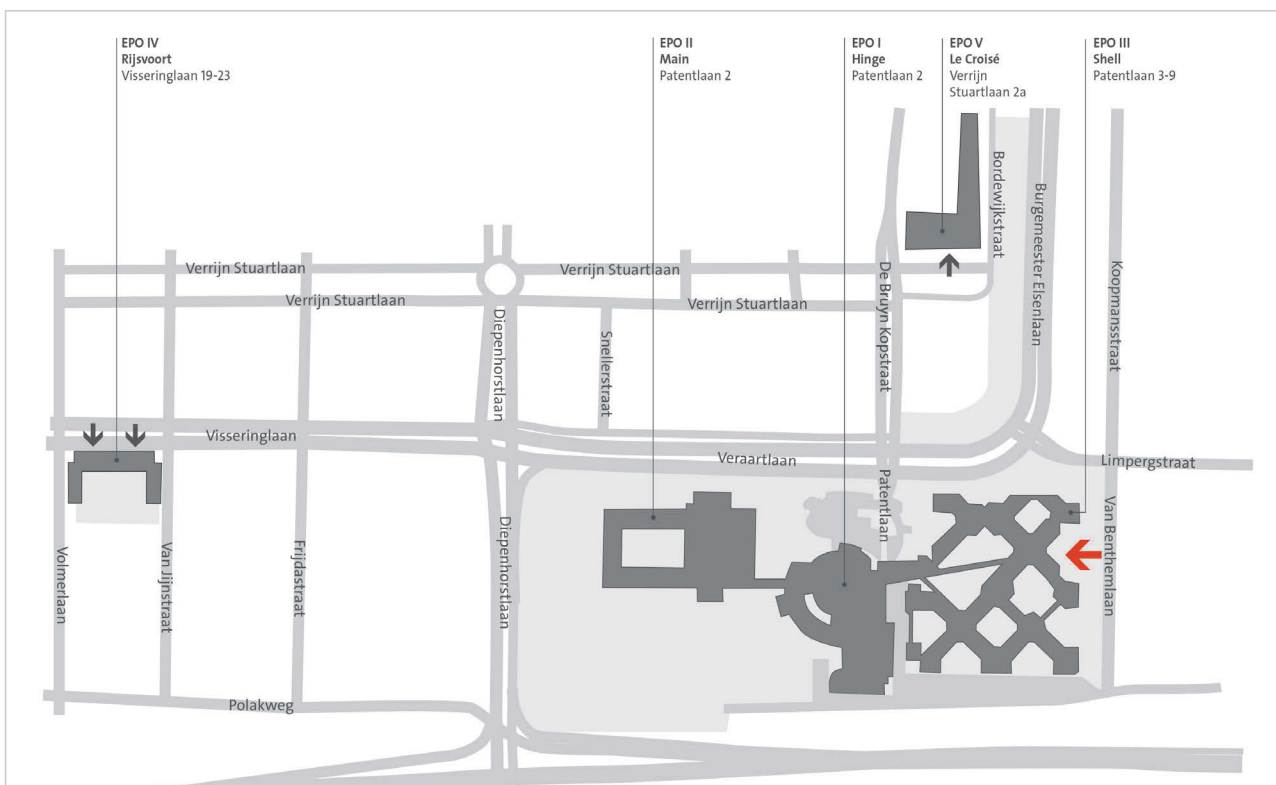 EPO IV
Rijsvoort
Visseringlaan 19-23
EPO II
Main
Patentlaan 2
EPO I
Hinge
Patentlaan 2
EPO V
Le Croisé
Verrijn
Stuartlaan 2a
EPO III
Shell
Patentlaan 3-9
Bordewijkstraat
Burgemeester Elsenlaan
Koopmansstraat
Verrijn Stuartlaan
Verrijn Stuartlaan
De Bruyn Kopstraat
Verrijn Stuartlaan
Verrijn Stuartlaan
Diepenhorstlaan
Snellerstraat
Visseringlaan
Veraartlaan
Limpergstraat
Patentlaan
Van Benthemlaan
Volmerlaan
Van Jijnstraat
Frijdastraat
Diepenhorstlaan
Polakweg